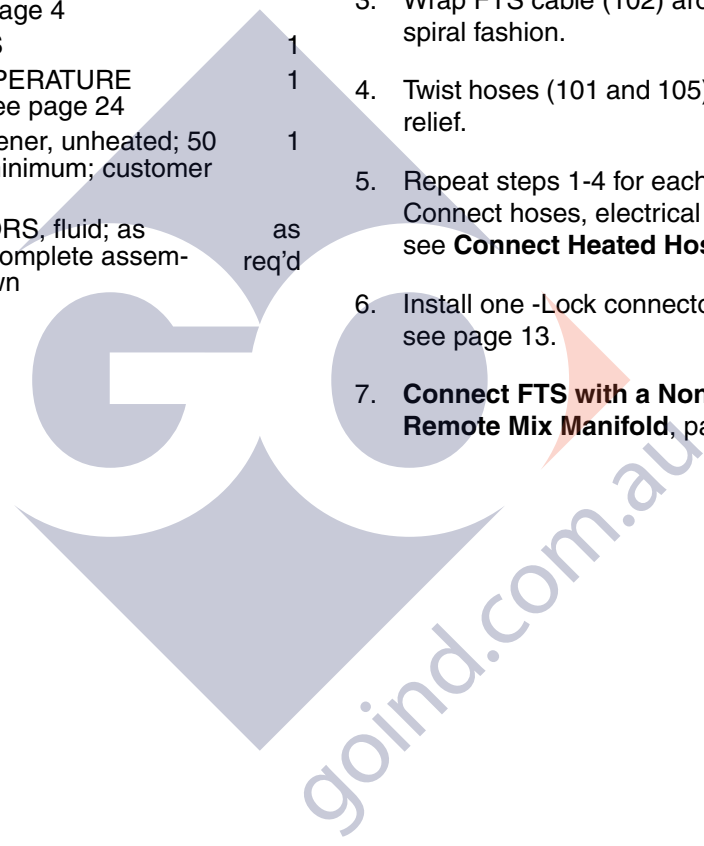 age 4
S 1
PERATURE 1
ee page 24
ener, unheated; 50 1
inimum; customer
ORS, fluid; as as
omplete assem- req'd
wn
3. Wrap FTS cable (102) aro
spiral fashion.
4. Twist hoses (101 and 105)
relief.
5. Repeat steps 1-4 for each
Connect hoses, electrical
see Connect Heated Hos
6. Install one -Lock connecto
see page 13.
7. Connect FTS with a Non
Remote Mix Manifold, pa
GO
goind.com.au